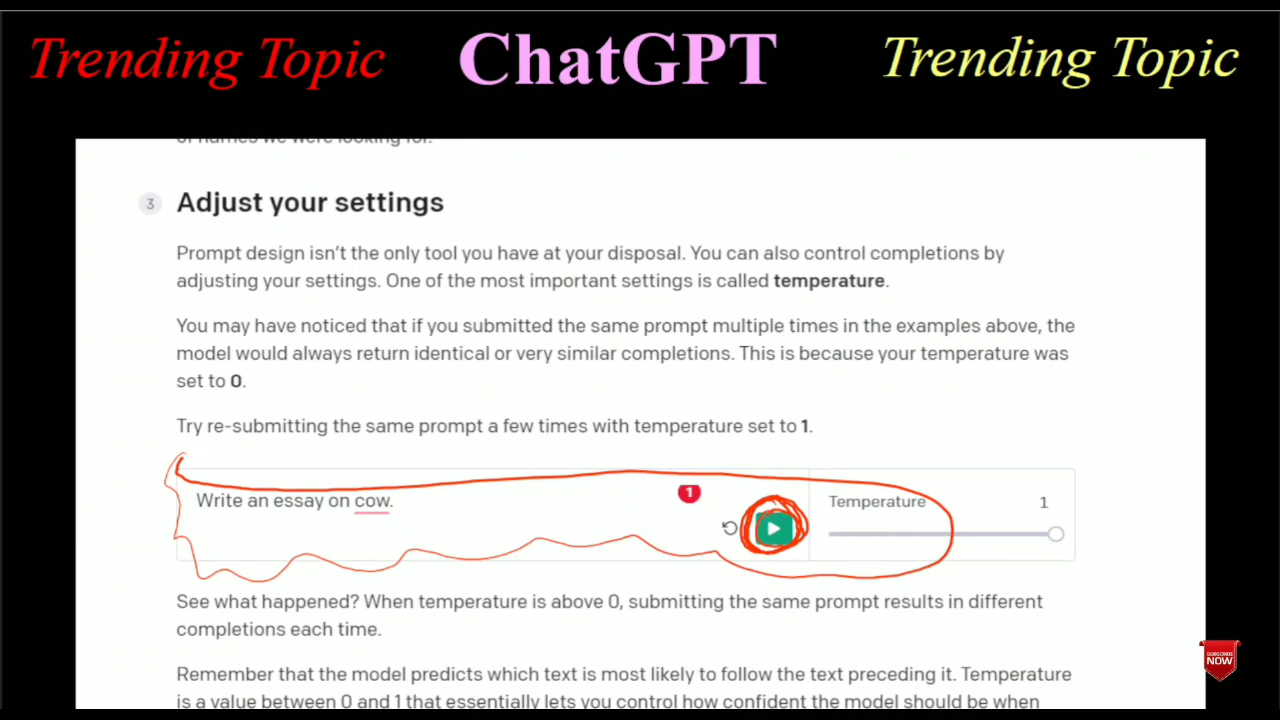 Trending Topic ChatGPT Trending Topic
of names we were looking for.
3 Adjust your settings
Prompt design isn't the only tool you have at your disposal. You can also control completions by
adjusting your settings. One of the most important settings is called temperature.
You may have noticed that if you submitted the same prompt multiple times in the examples above, the
model would always return identical or very similar completions. This is because your temperature was
set to 0.
Try re-submitting the same prompt a few times with temperature set to 1.
Write an essay on cow.
1
Temperature 1
See what happened? When temperature is above 0, submitting the same prompt results in different
completions each time.
Remember that the model predicts which text is most likely to follow the text preceding it. Temperature
is a value between 0 and 1 that essentially lets you control how confident the model should be when
SUBSCRIBE
NOW